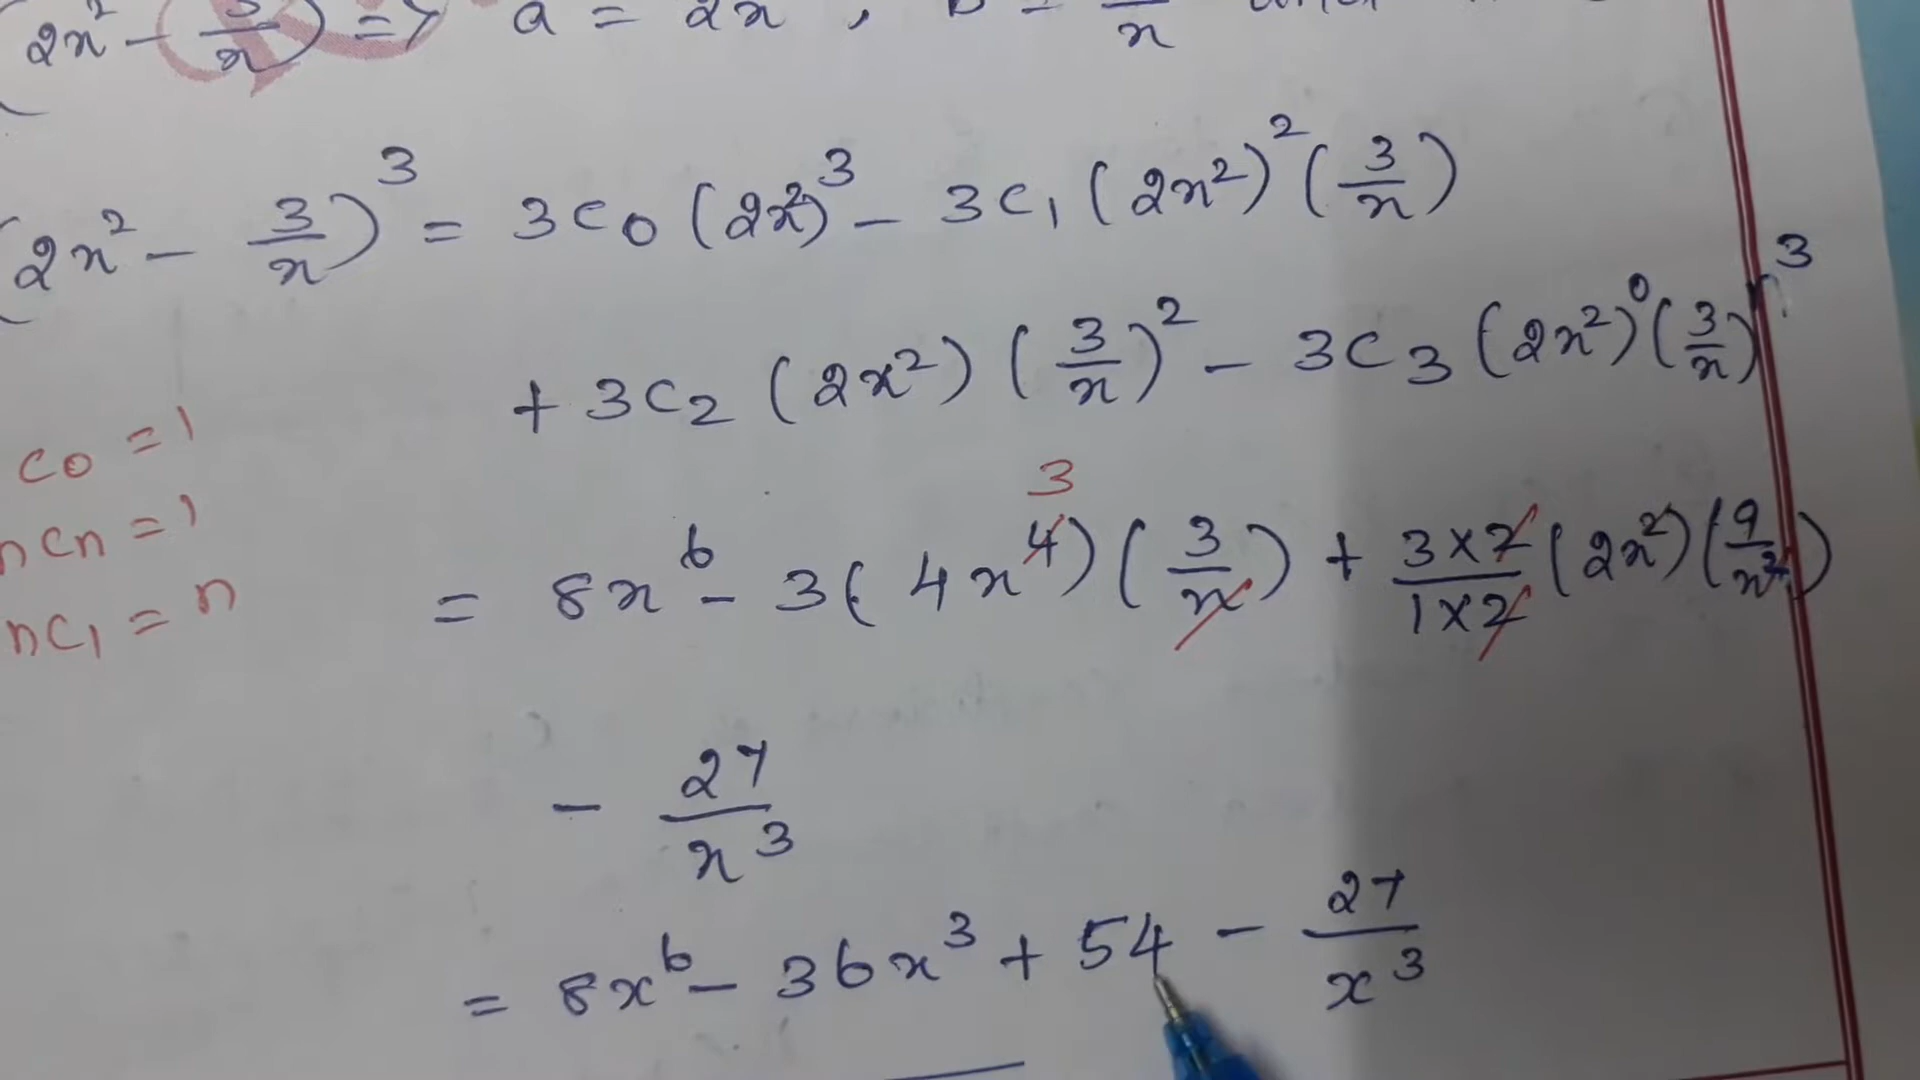 (2x² - 3/x) => a = 2x², b =  /x and
(2x² - 3/x)³ = 3C₀ (2x²)³ - 3C₁ (2x²)² (3/x)
+ 3C₂ (2x²) (3/x)² - 3C₃ (2x²)⁰ (3/x)³
C₀ = 1
3
= 8x⁶ - 3(4x⁴) (3/x) + 3×2/1×2 (2x²) (9/x²)
nCn = 1
nC₁ = n
- 27/x³
= 8x⁶ - 36x³ + 54 - 27/x³